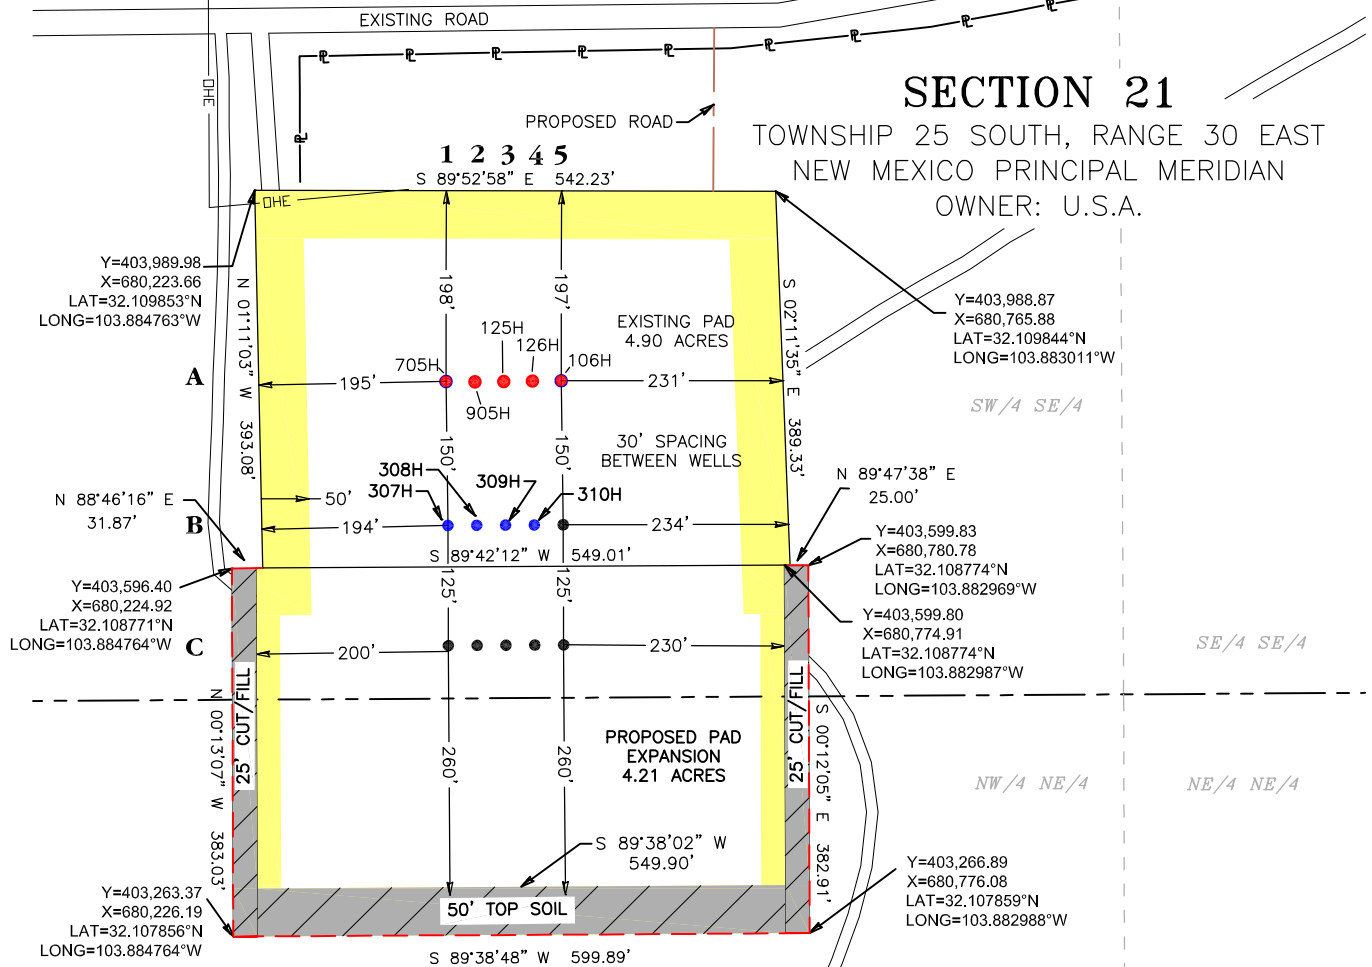 EXISTING ROAD
PL PL PL PL PL PL PL PL PL
PL
OHE
SECTION 21
TOWNSHIP 25 SOUTH, RANGE 30 EAST
NEW MEXICO PRINCIPAL MERIDIAN
OWNER: U.S.A.
PROPOSED ROAD
1 2 3 4 5
S 89°52'58" E 542.23'
OHE
Y=403,989.98
X=680,223.66
LAT=32.109853°N
LONG=103.884763°W
N 01°11'03" W 393.08'
198'
197'
S 02°11'35" E 389.33'
Y=403,988.87
X=680,765.88
LAT=32.109844°N
LONG=103.883011°W
EXISTING PAD
4.90 ACRES
125H
126H
705H
106H
905H
A
195'
231'
SW/4 SE/4
150'
150'
30' SPACING
BETWEEN WELLS
308H
307H
309H
310H
50'
N 88°46'16" E
31.87'
N 89°47'38" E
25.00'
B
194'
234'
S 89°42'12" W 549.01'
Y=403,599.83
X=680,780.78
LAT=32.108774°N
LONG=103.882969°W
Y=403,596.40
X=680,224.92
LAT=32.108771°N
LONG=103.884764°W
125'
125'
Y=403,599.80
X=680,774.91
LAT=32.108774°N
LONG=103.882987°W
C
200'
230'
SE/4 SE/4
25' CUT/FILL
25' CUT/FILL
N 00°13'07" W 383.03'
S 00°12'05" E 382.91'
260'
260'
PROPOSED PAD
EXPANSION
4.21 ACRES
NW/4 NE/4
NE/4 NE/4
S 89°38'02" W
549.90'
Y=403,263.37
X=680,226.19
LAT=32.107856°N
LONG=103.884764°W
50' TOP SOIL
Y=403,266.89
X=680,776.08
LAT=32.107859°N
LONG=103.882988°W
S 89°38'48" W 599.89'